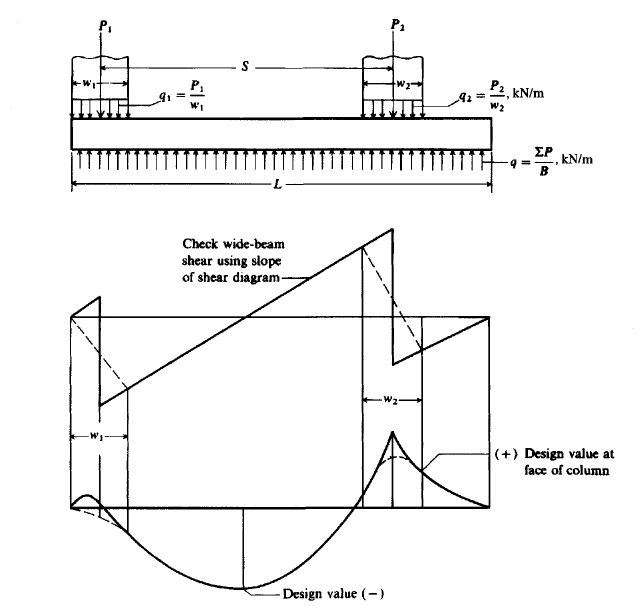 P₁
P₂
S
w₁
q₁ = P₁/w₁
w₂
q₂ = P₂/w₂, kN/m
q = ΣP/B, kN/m
L
Check wide-beam
shear using slope
of shear diagram
w₂
w₁
(+) Design value at
face of column
Design value (−)